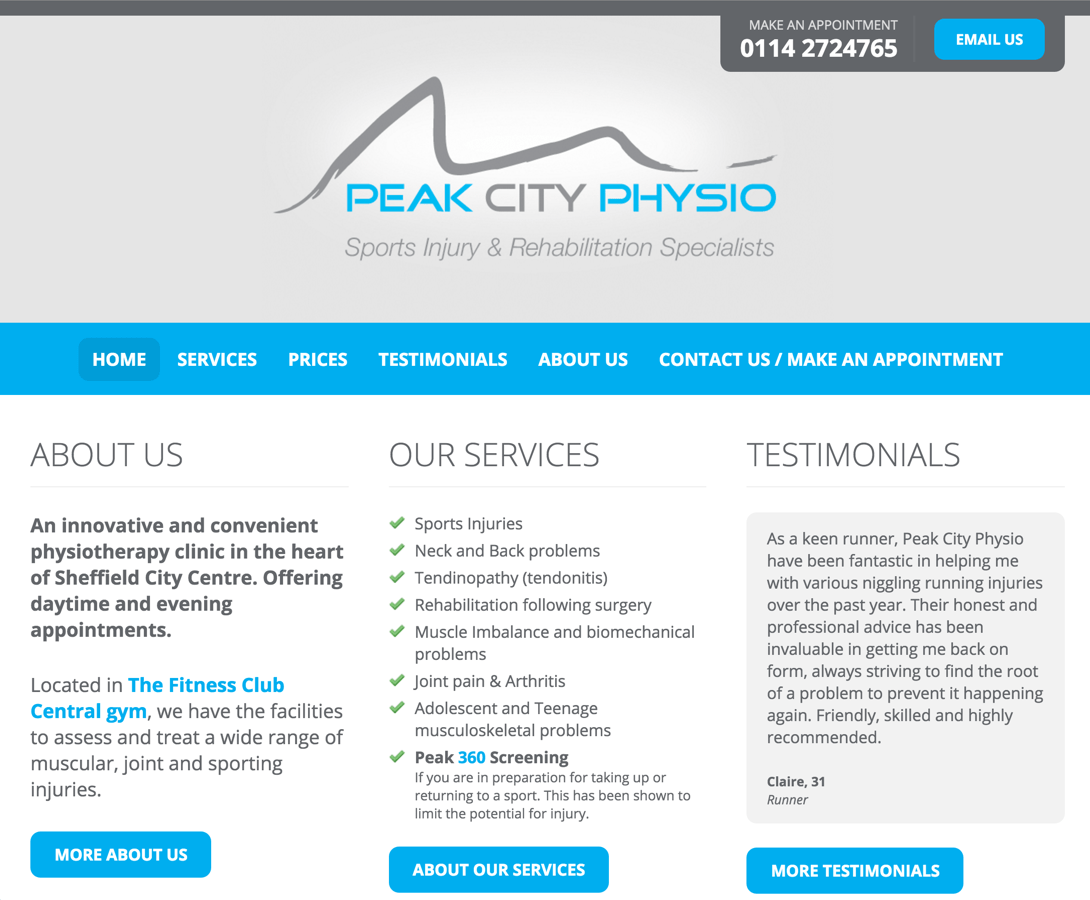 MAKE AN APPOINTMENT
0114 2724765
EMAIL US
PEAK CITY PHYSIO
Sports Injury & Rehabilitation Specialists
HOME
SERVICES
PRICES
TESTIMONIALS
ABOUT US
CONTACT US / MAKE AN APPOINTMENT
ABOUT US
An innovative and convenient
physiotherapy clinic in the heart
of Sheffield City Centre. Offering
daytime and evening
appointments.
Located in The Fitness Club
Central gym, we have the facilities
to assess and treat a wide range of
muscular, joint and sporting
injuries.
MORE ABOUT US
OUR SERVICES
Sports Injuries
Neck and Back problems
Tendinopathy (tendonitis)
Rehabilitation following surgery
Muscle Imbalance and biomechanical
problems
Joint pain & Arthritis
Adolescent and Teenage
musculoskeletal problems
Peak 360 Screening
If you are in preparation for taking up or
returning to a sport. This has been shown to
limit the potential for injury.
ABOUT OUR SERVICES
TESTIMONIALS
As a keen runner, Peak City Physio
have been fantastic in helping me
with various niggling running injuries
over the past year. Their honest and
professional advice has been
invaluable in getting me back on
form, always striving to find the root
of a problem to prevent it happening
again. Friendly, skilled and highly
recommended.
Claire, 31
Runner
MORE TESTIMONIALS